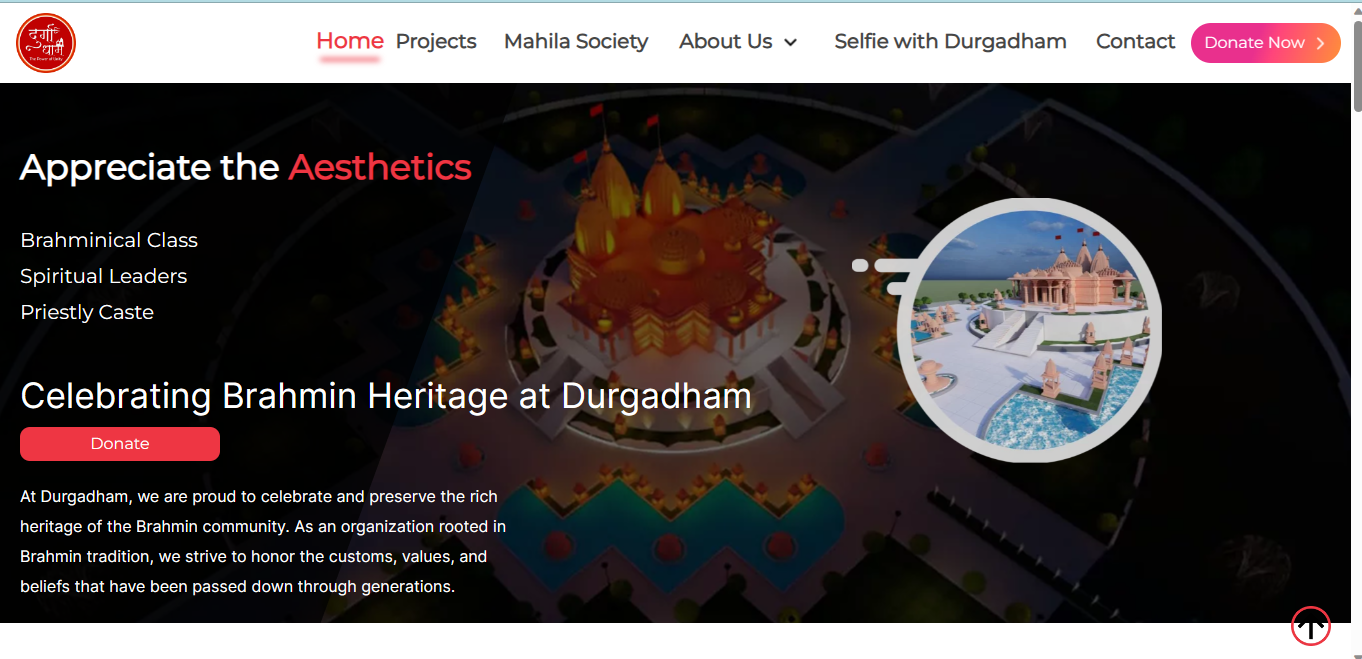 दुर्गा
धाम
The Power of Unity
Home Projects Mahila Society About Us Selfie with Durgadham Contact Donate Now
Appreciate the Aesthetics
Brahminical Class
Spiritual Leaders
Priestly Caste
Celebrating Brahmin Heritage at Durgadham
Donate
At Durgadham, we are proud to celebrate and preserve the rich
heritage of the Brahmin community. As an organization rooted in
Brahmin tradition, we strive to honor the customs, values, and
beliefs that have been passed down through generations.